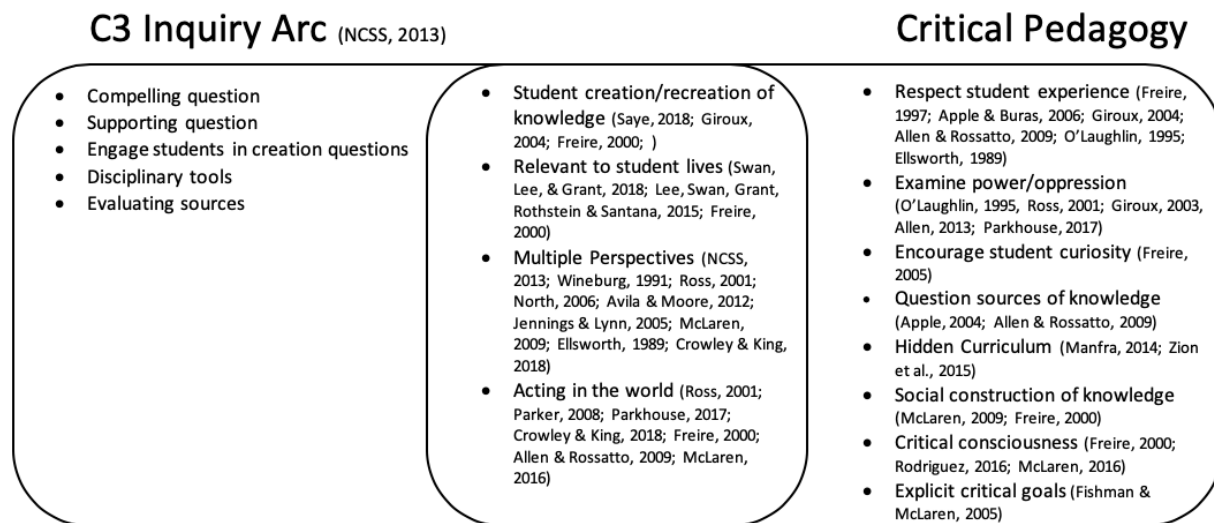 C3 Inquiry Arc (NCSS, 2013)
Critical Pedagogy
• Compelling question
• Supporting question
• Engage students in creation questions
• Disciplinary tools
• Evaluating sources
• Student creation/recreation of
knowledge (Saye, 2018; Giroux,
2004; Freire, 2000; )
• Relevant to student lives (Swan,
Lee, & Grant, 2018; Lee, Swan, Grant,
Rothstein & Santana, 2015; Freire,
2000)
• Multiple Perspectives (NCSS,
2013; Wineburg, 1991; Ross, 2001;
North, 2006; Avila & Moore, 2012;
Jennings & Lynn, 2005; McLaren,
2009; Ellsworth, 1989; Crowley & King,
2018)
• Acting in the world (Ross, 2001;
Parker, 2008; Parkhouse, 2017;
Crowley & King, 2018; Freire, 2000;
Allen & Rossatto, 2009; McLaren,
2016)
• Respect student experience (Freire,
1997; Apple & Buras, 2006; Giroux, 2004;
Allen & Rossatto, 2009; O'Laughlin, 1995;
Ellsworth, 1989)
• Examine power/oppression
(O'Laughlin, 1995, Ross, 2001; Giroux, 2003,
Allen, 2013; Parkhouse, 2017)
• Encourage student curiosity (Freire,
2005)
• Question sources of knowledge
(Apple, 2004; Allen & Rossatto, 2009)
• Hidden Curriculum (Manfra, 2014; Zion
et al., 2015)
• Social construction of knowledge
(McLaren, 2009; Freire, 2000)
• Critical consciousness (Freire, 2000;
Rodriguez, 2016; McLaren, 2016)
• Explicit critical goals (Fishman &
McLaren, 2005)